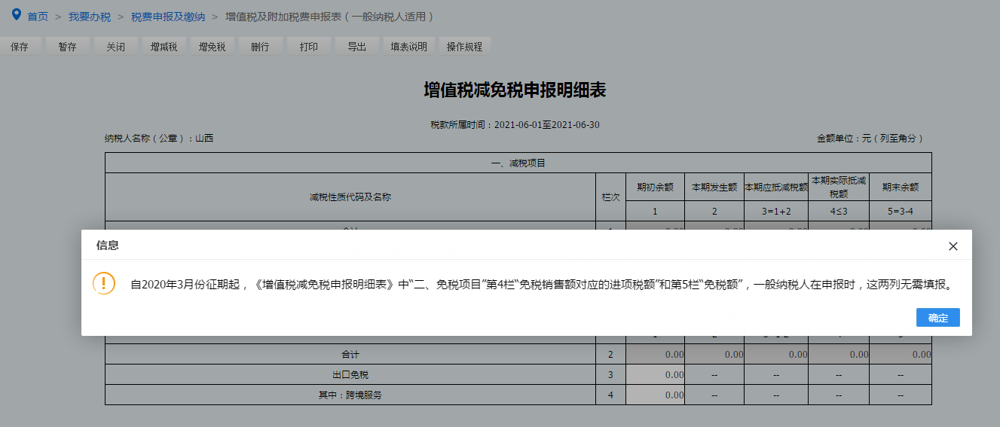 首页 > 我要办税 > 税费申报及缴纳 > 增值税及附加税费申报表（一般纳税人适用）
保存 暂存 关闭 增减税 增免税 删行 打印 导出 填表说明 操作规程
增值税减免税申报明细表
税款所属时间：2021-06-01至2021-06-30
纳税人名称（公章）：山西 金额单位：元（列至角分）
一、减税项目
减税性质代码及名称 栏次 期初余额 本期发生额 本期应抵减税额 本期实际抵减税额 期末余额
1 2 3=1+2 4≤3 5=3-4
信息
自2020年3月份征期起，《增值税减免税申报明细表》中“二、免税项目”第4栏“免税销售额对应的进项税额”和第5栏“免税额”，一般纳税人在申报时，这两列无需填报。
确定
合计 2 0.00 0.00 0.00 0.00 0.00
出口免税 3 0.00 -- -- -- --
其中：跨境服务 4 0.00 -- -- -- --